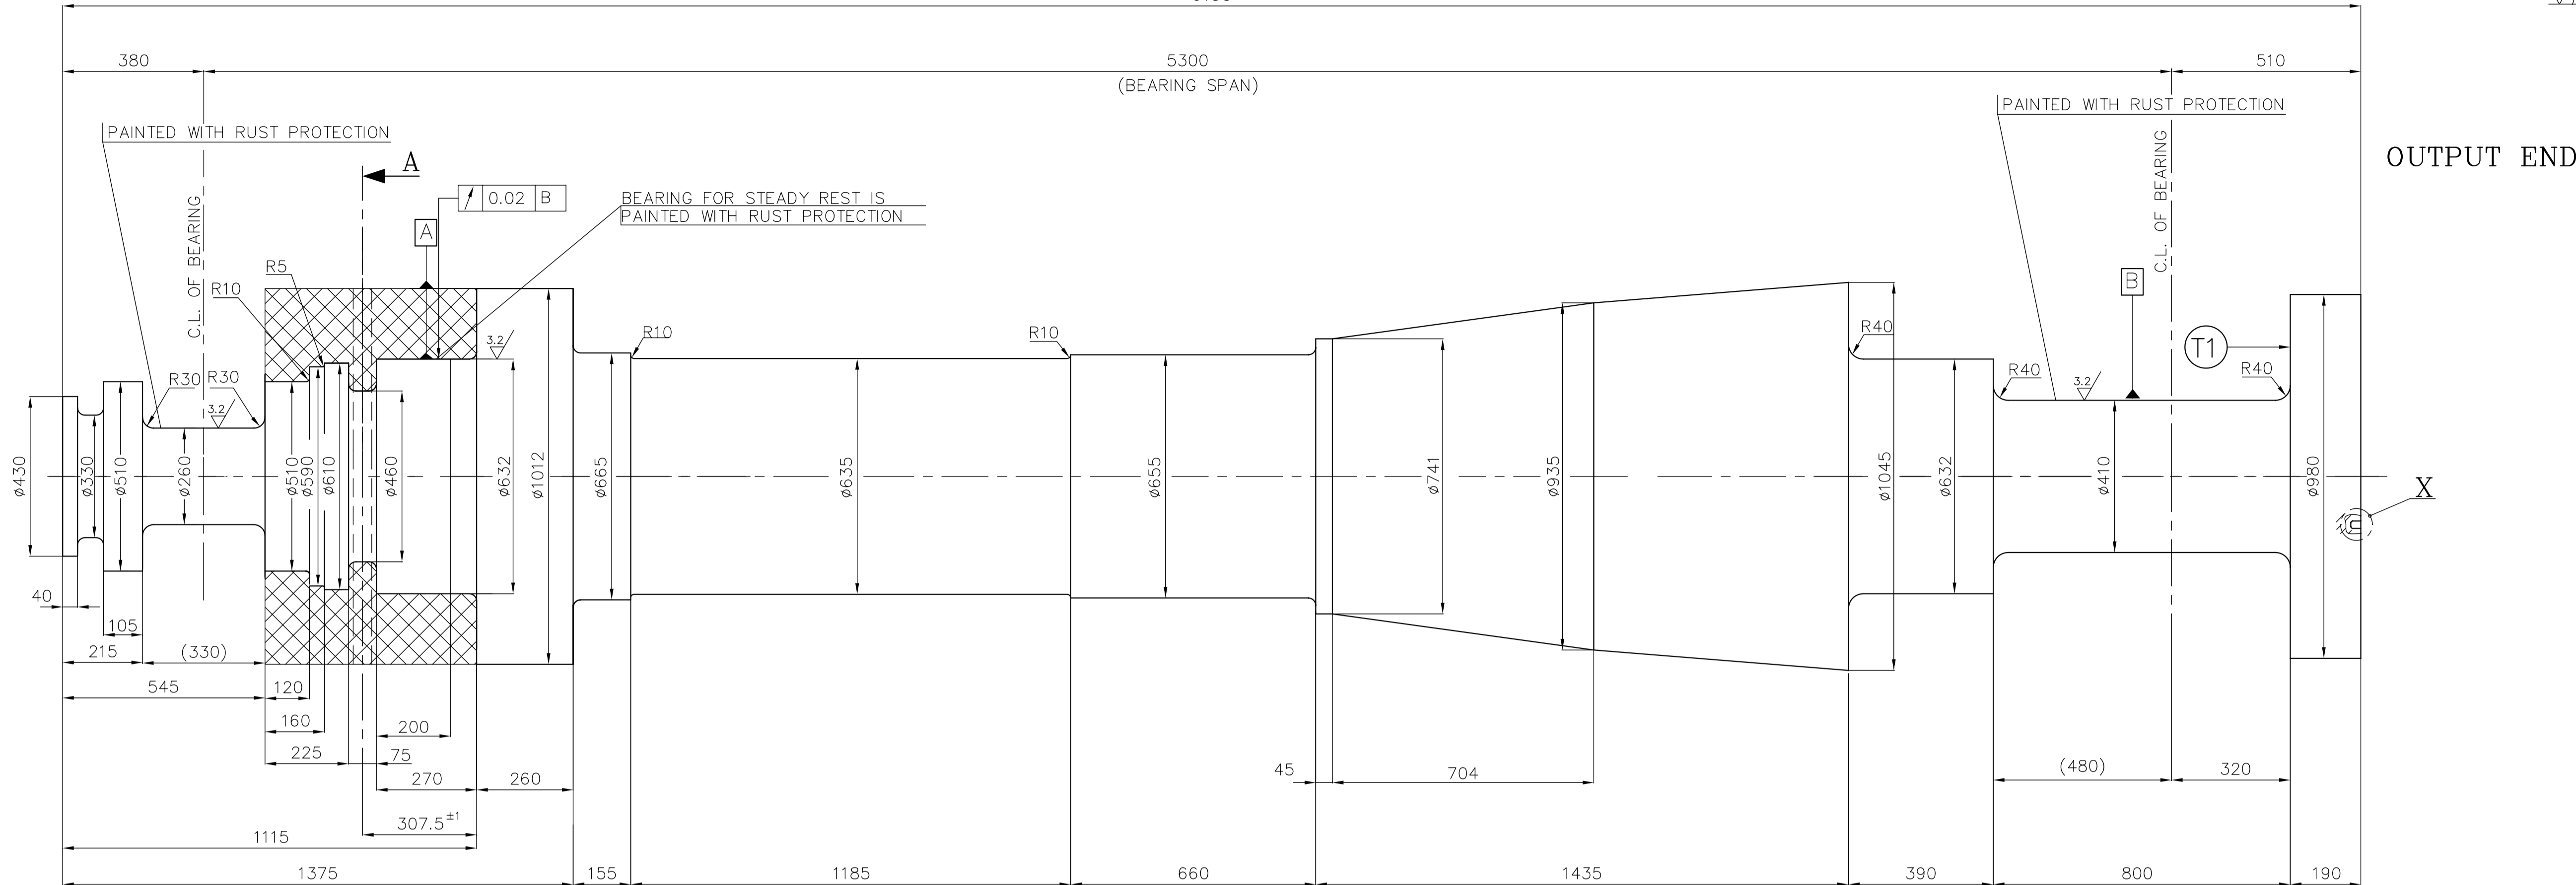 380
5300
510
(BEARING SPAN)
PAINTED WITH RUST PROTECTION
PAINTED WITH RUST PROTECTION
OUTPUT END
A
0.02 B
BEARING FOR STEADY REST IS
PAINTED WITH RUST PROTECTION
C.L. OF BEARING
C.L. OF BEARING
A
B
R5
R10
R10
R10
R40
T1
R30
R30
R40
R40
3.2
3.2
3.2
ø430
ø330
ø510
ø260
ø510
ø590
ø610
ø460
ø632
ø1012
ø665
ø635
ø655
ø741
ø935
ø1045
ø632
ø410
ø980
X
40
105
215
(330)
545
120
160
200
225
75
270
260
45
704
(480)
320
307.5±1
1115
1375
155
1185
660
1435
390
800
190